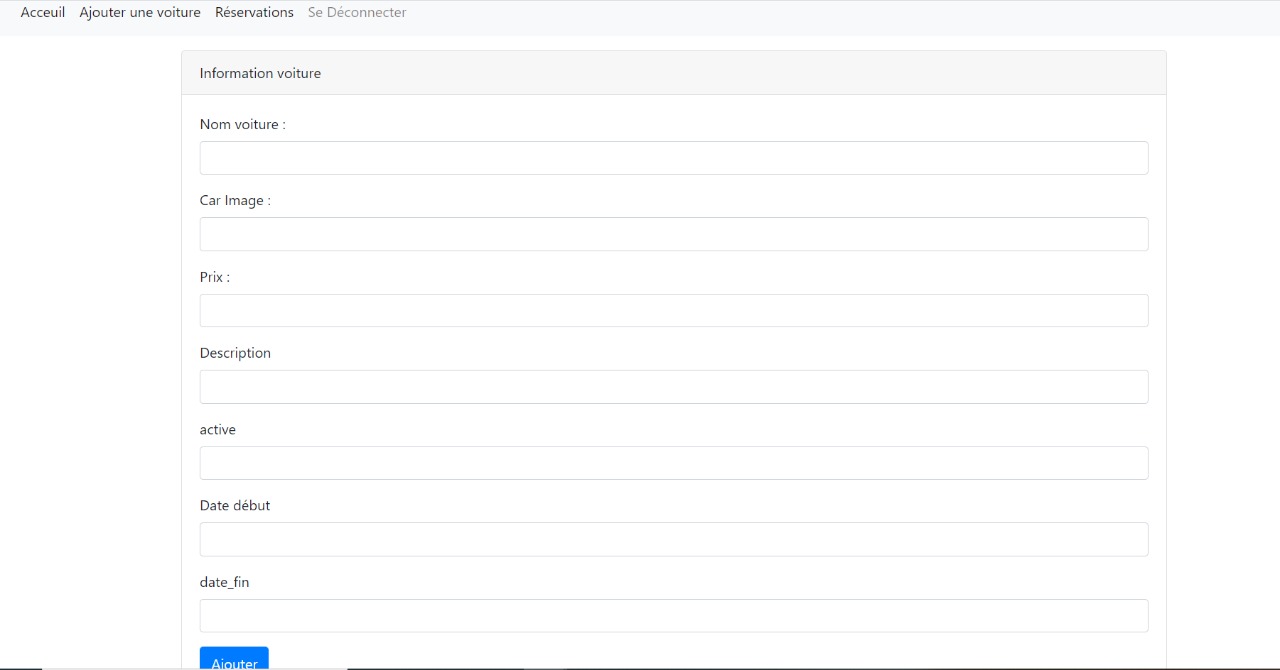 Acceuil Ajouter une voiture Réservations Se Déconnecter
Information voiture
Nom voiture :
Car Image :
Prix :
Description
active
Date début
date_fin
Ajouter